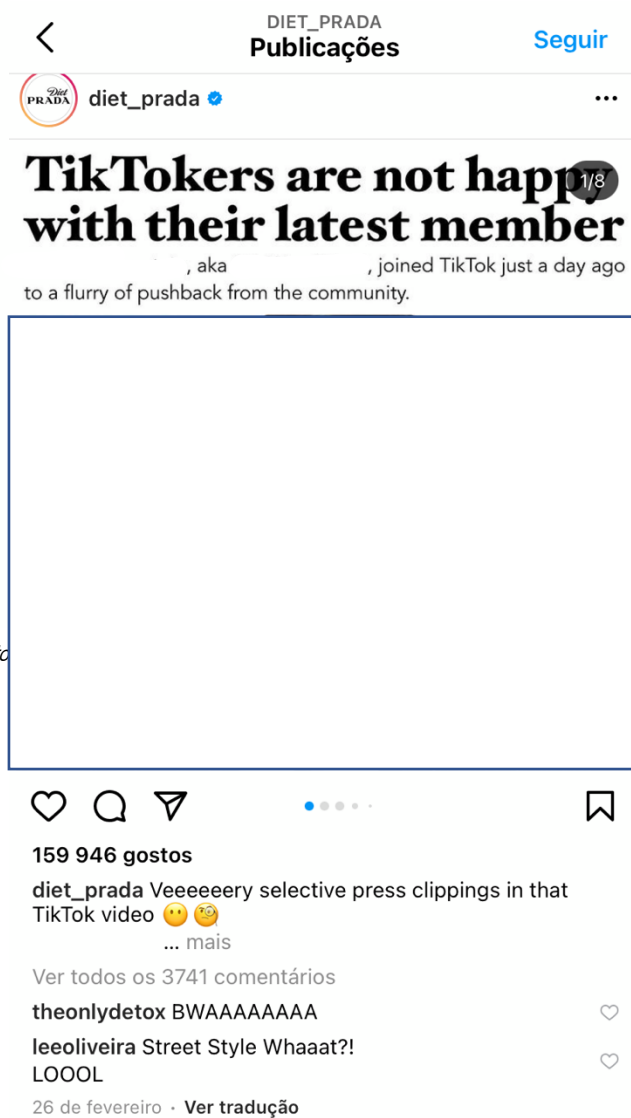 DIET_PRADA
Publicações
Seguir
Diet
PRADA
diet_prada
TikTokers are not happy
1/8
with their latest member
, aka , joined TikTok just a day ago
to a flurry of pushback from the community.
159 946 gostos
diet_prada Veeeeeery selective press clippings in that
TikTok video 😶🧐
... mais
Ver todos os 3741 comentários
theonlydetox BWAAAAAAAA
leeoliveira Street Style Whaaat?!
LOOOL
26 de fevereiro · Ver tradução